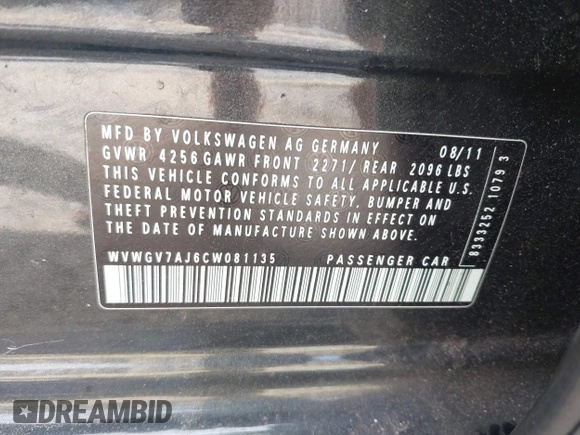 MFD BY VOLKSWAGEN AG GERMANY 08/11
GVWR 4256 GAWR FRONT 2271/ REAR 2096 LBS
THIS VEHICLE CONFORMS TO ALL APPLICABLE U.S.
FEDERAL MOTOR VEHICLE SAFETY, BUMPER AND
THEFT PREVENTION STANDARDS IN EFFECT ON
THE DATE OF MANUFACTURE SHOWN ABOVE.
WVWGV7AJ6CW081135 PASSENGER CAR
8333252 1079 3
DREAMBID